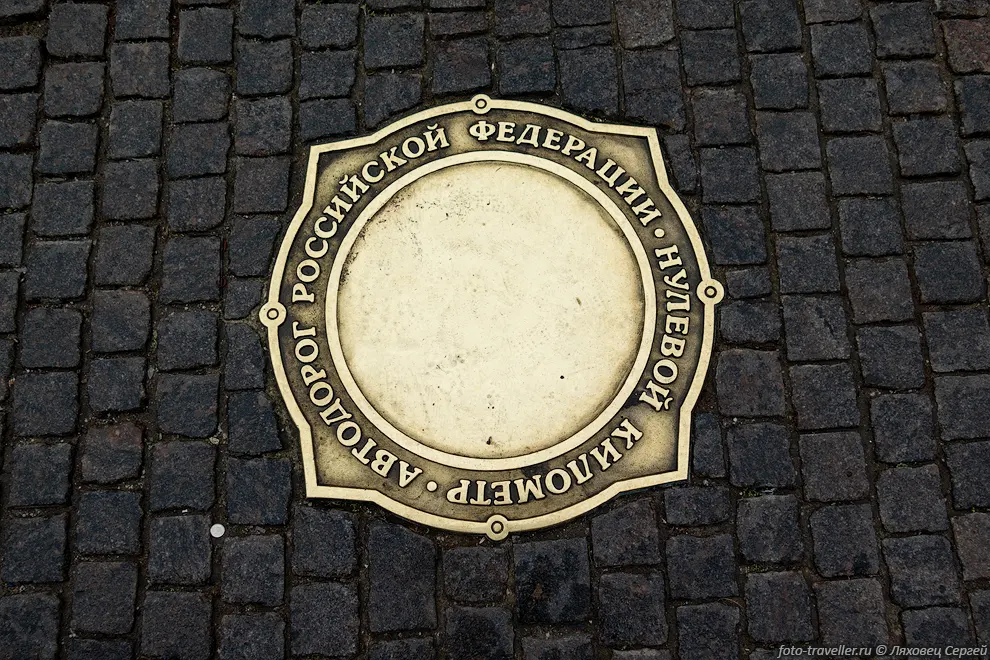 НУЛЕВОЙ КИЛОМЕТР · АВТОДОРОГ РОССИЙСКОЙ ФЕДЕРАЦИИ ·
foto-traveller.ru © Ляховец Сергей